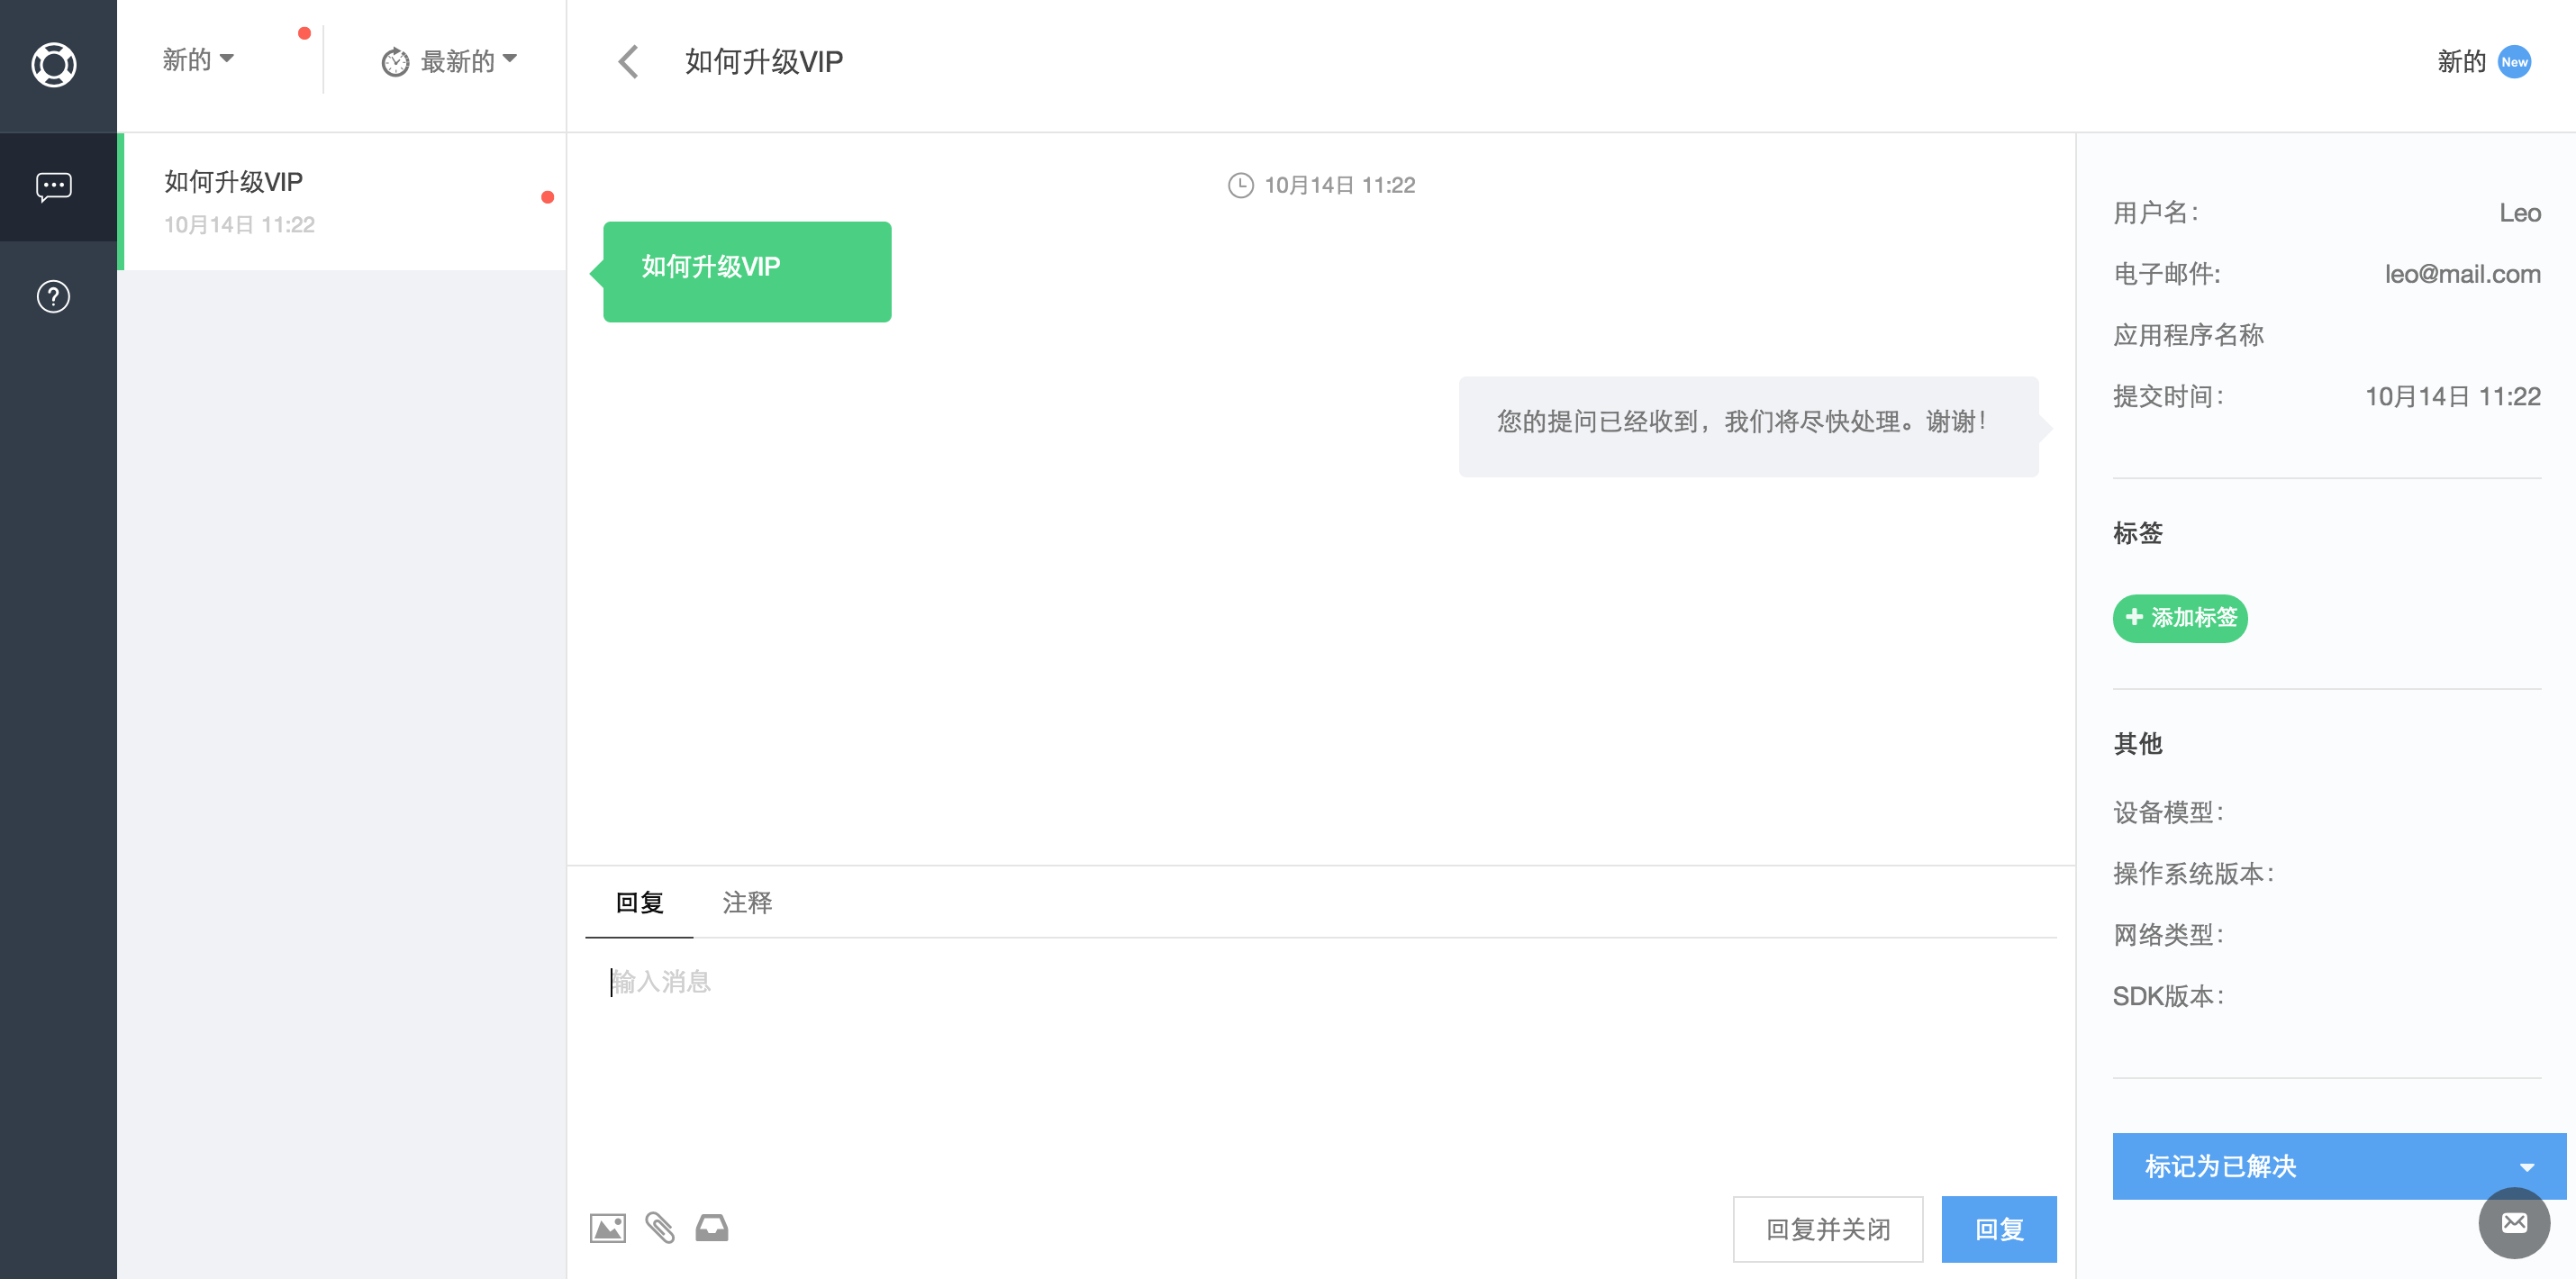 新的
最新的
如何升级VIP
新的 New
如何升级VIP
10月14日 11:22
10月14日 11:22
如何升级VIP
您的提问已经收到，我们将尽快处理。谢谢！
回复
注释
输入消息
回复并关闭
回复
用户名： Leo
电子邮件: leo@mail.com
应用程序名称
提交时间： 10月14日 11:22
标签
添加标签
其他
设备模型：
操作系统版本：
网络类型：
SDK版本：
标记为已解决